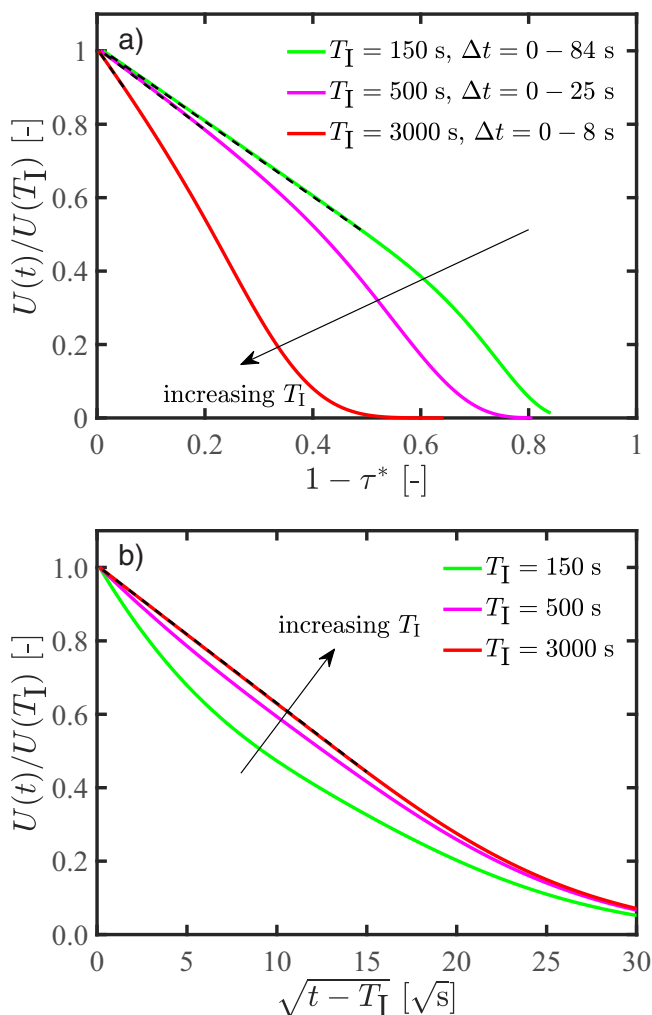 a)
T_I = 150 s, Δt = 0 − 84 s
T_I = 500 s, Δt = 0 − 25 s
T_I = 3000 s, Δt = 0 − 8 s
U(t)/U(T_I) [-]
1
0.8
0.6
0.4
0.2
0
increasing T_I
0 0.2 0.4 0.6 0.8 1
1 − τ* [-]
b)
T_I = 150 s
T_I = 500 s
T_I = 3000 s
increasing T_I
U(t)/U(T_I) [-]
1.0
0.8
0.6
0.4
0.2
0.0
0 5 10 15 20 25 30
√(t − T_I) [√s]